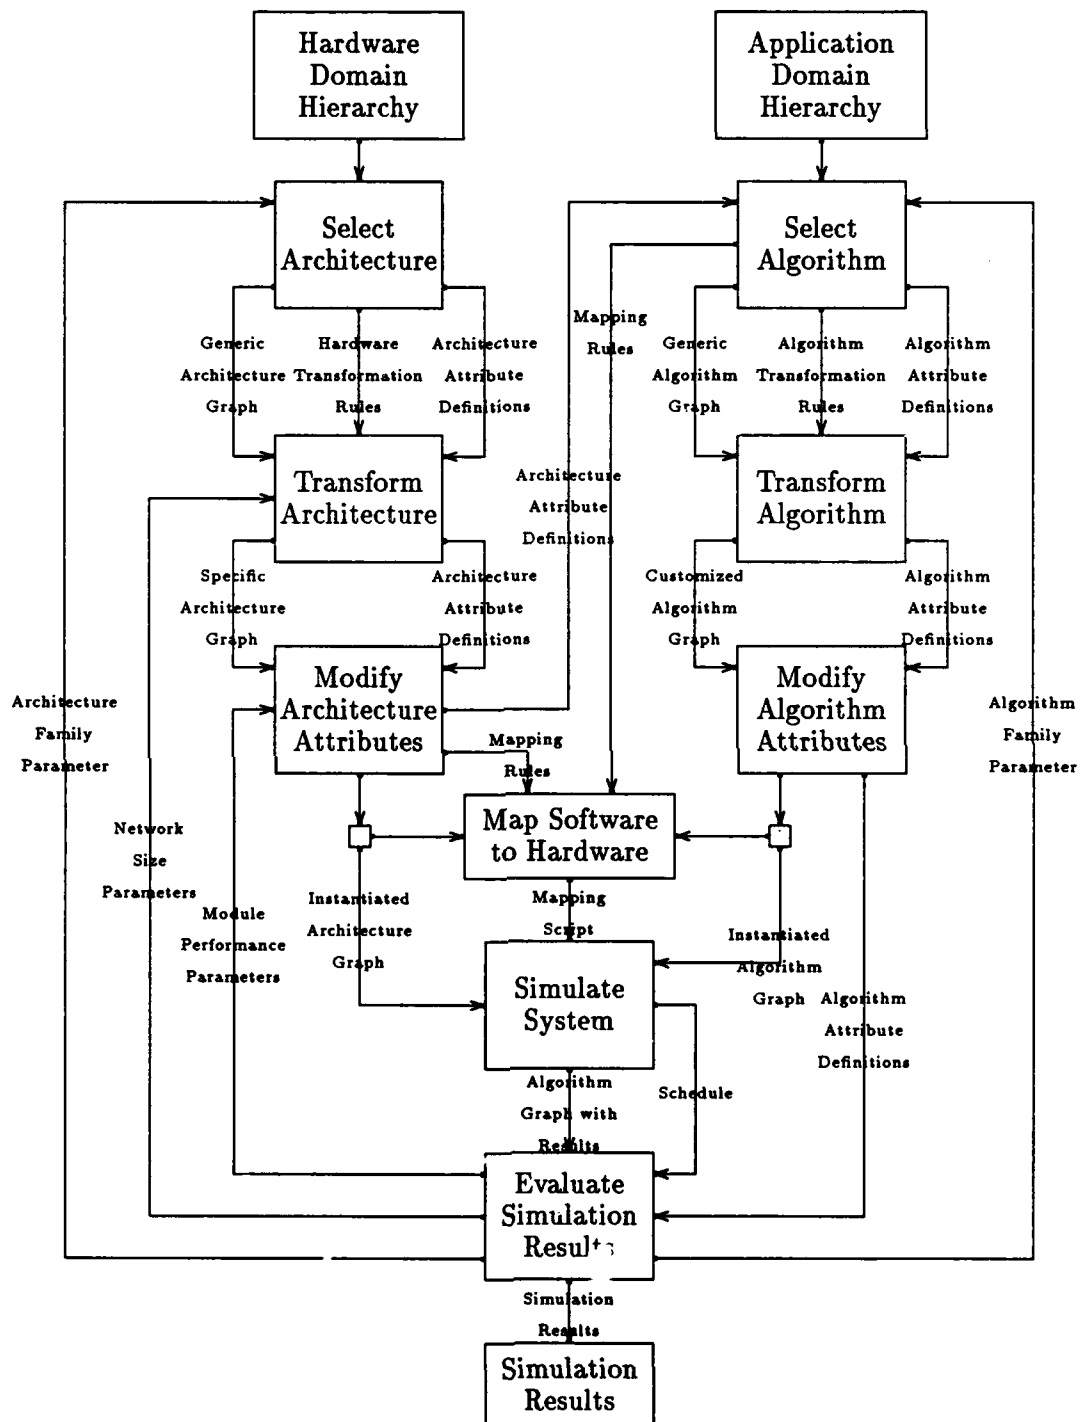 Hardware
Domain
Hierarchy
Application
Domain
Hierarchy
Select
Architecture
Select
Algorithm
Generic
Architecture
Graph
Hardware
Transformation
Rules
Architecture
Attribute
Definitions
Mapping
Rules
Generic
Algorithm
Graph
Algorithm
Transformation
Rules
Algorithm
Attribute
Definitions
Transform
Architecture
Architecture
Attribute
Definitions
Transform
Algorithm
Specific
Architecture
Graph
Architecture
Attribute
Definitions
Customized
Algorithm
Graph
Algorithm
Attribute
Definitions
Modify
Architecture
Attributes
Modify
Algorithm
Attributes
Architecture
Family
Parameter
Algorithm
Family
Parameter
Mapping
Rules
Map Software
to Hardware
Network
Size
Parameters
Module
Performance
Parameters
Instantiated
Architecture
Graph
Mapping
Script
Instantiated
Algorithm
Graph
Algorithm
Attribute
Definitions
Simulate
System
Algorithm
Graph with
Results
Schedule
Evaluate
Simulation
Results
Simulation
Results
Simulation
Results